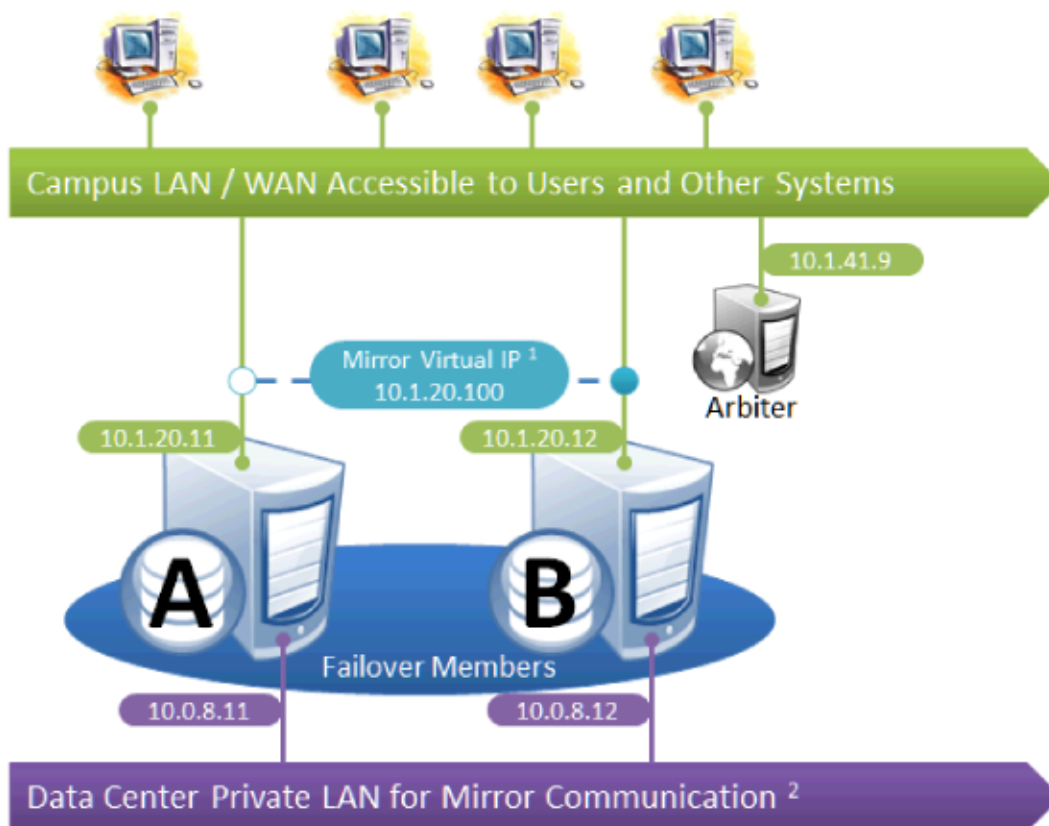 Campus LAN / WAN Accessible to Users and Other Systems
10.1.41.9
Mirror Virtual IP ¹
10.1.20.100
Arbiter
10.1.20.11
10.1.20.12
A
B
Failover Members
10.0.8.11
10.0.8.12
Data Center Private LAN for Mirror Communication ²